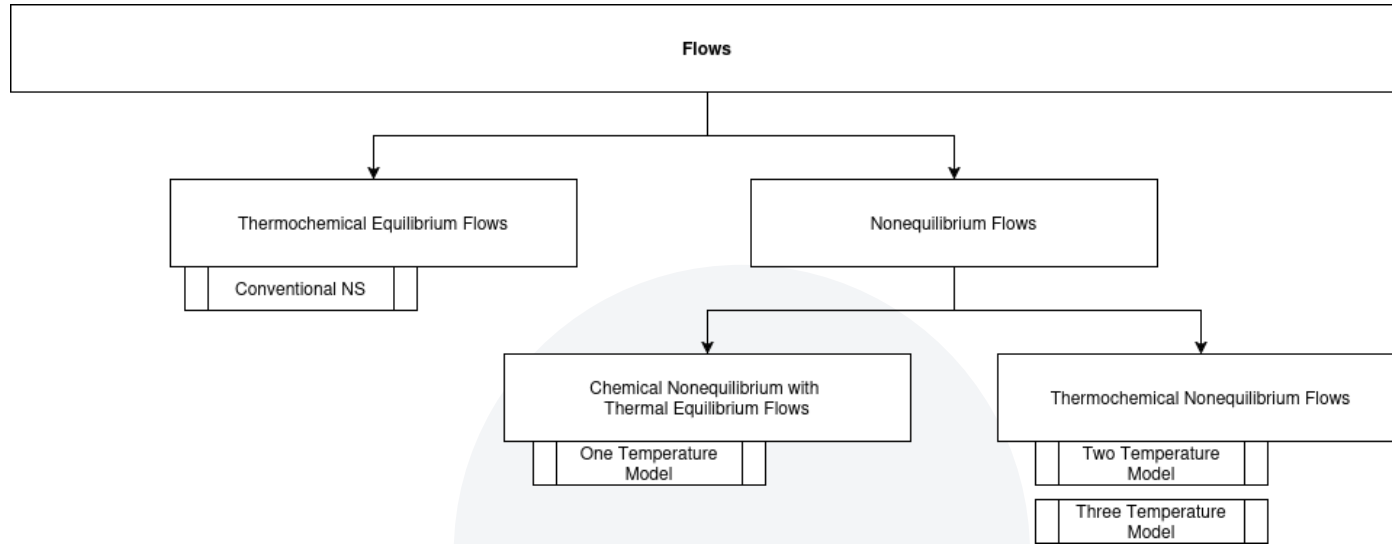 Flows
Thermochemical Equilibrium Flows
Nonequilibrium Flows
Conventional NS
Chemical Nonequilibrium with
Thermal Equilibrium Flows
Thermochemical Nonequilibrium Flows
One Temperature
Model
Two Temperature
Model
Three Temperature
Model